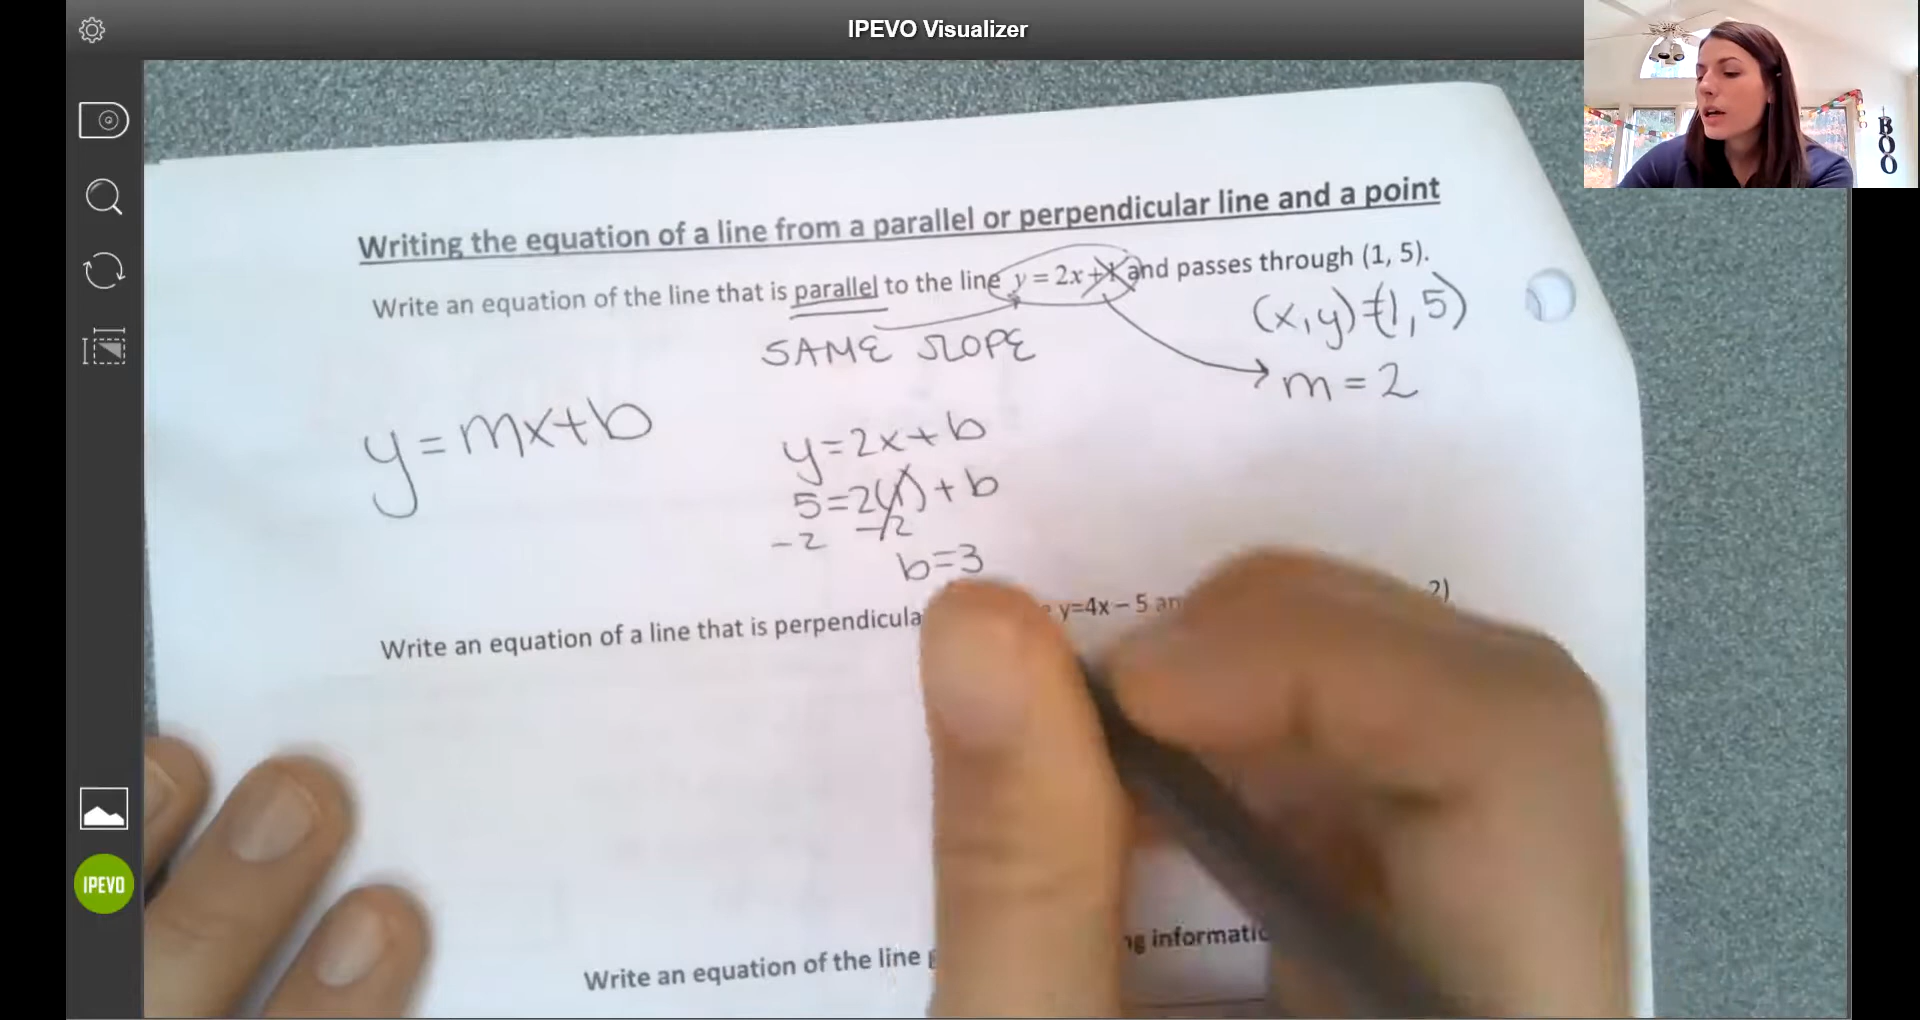 IPEVO Visualizer
BOO
Writing the equation of a line from a parallel or perpendicular line and a point
Write an equation of the line that is parallel to the line y = 2x + and passes through (1, 5).
(x,y)=(1,5)
SAME SLOPE
m = 2
y=mx+b
y=2x+b
5=2(1)+b
-2 -2
b=3
Write an equation of a line that is y=4x – 5 2)
Write an equation of the line
IPEVO